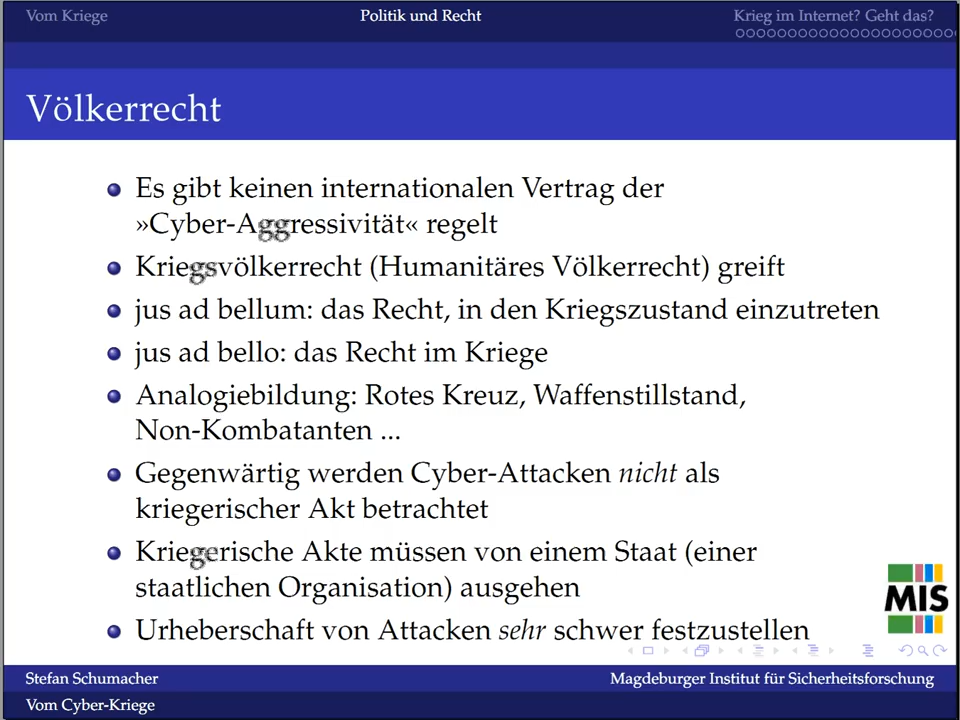 Vom Kriege
Politik und Recht
Krieg im Internet? Geht das?
Völkerrecht
Es gibt keinen internationalen Vertrag der
»Cyber-Aggressivität« regelt
Kriegsvölkerrecht (Humanitäres Völkerrecht) greift
jus ad bellum: das Recht, in den Kriegszustand einzutreten
jus ad bello: das Recht im Kriege
Analogiebildung: Rotes Kreuz, Waffenstillstand,
Non-Kombatanten ...
Gegenwärtig werden Cyber-Attacken nicht als
kriegerischer Akt betrachtet
Kriegerische Akte müssen von einem Staat (einer
staatlichen Organisation) ausgehen
Urheberschaft von Attacken sehr schwer festzustellen
MIS
Stefan Schumacher
Magdeburger Institut für Sicherheitsforschung
Vom Cyber-Kriege